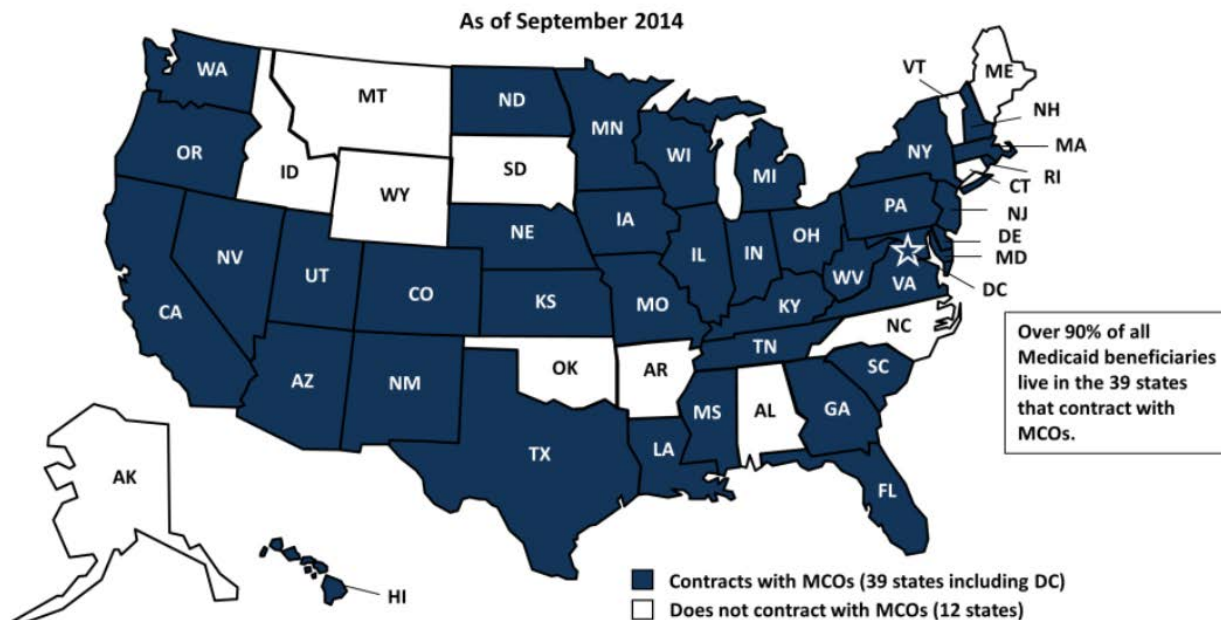 As of September 2014
WA
MT
ND
MN
VT
ME
NH
OR
ID
SD
WI
MI
NY
MA
WY
RI
CT
IA
PA
NJ
NE
OH
DE
NV
UT
IL
IN
WV
MD
CO
VA
CA
KS
MO
KY
DC
NC
TN
OK
AR
SC
AZ
NM
MS
AL
GA
TX
LA
AK
FL
HI
Over 90% of all
Medicaid beneficiaries
live in the 39 states
that contract with
MCOs.
Contracts with MCOs (39 states including DC)
Does not contract with MCOs (12 states)